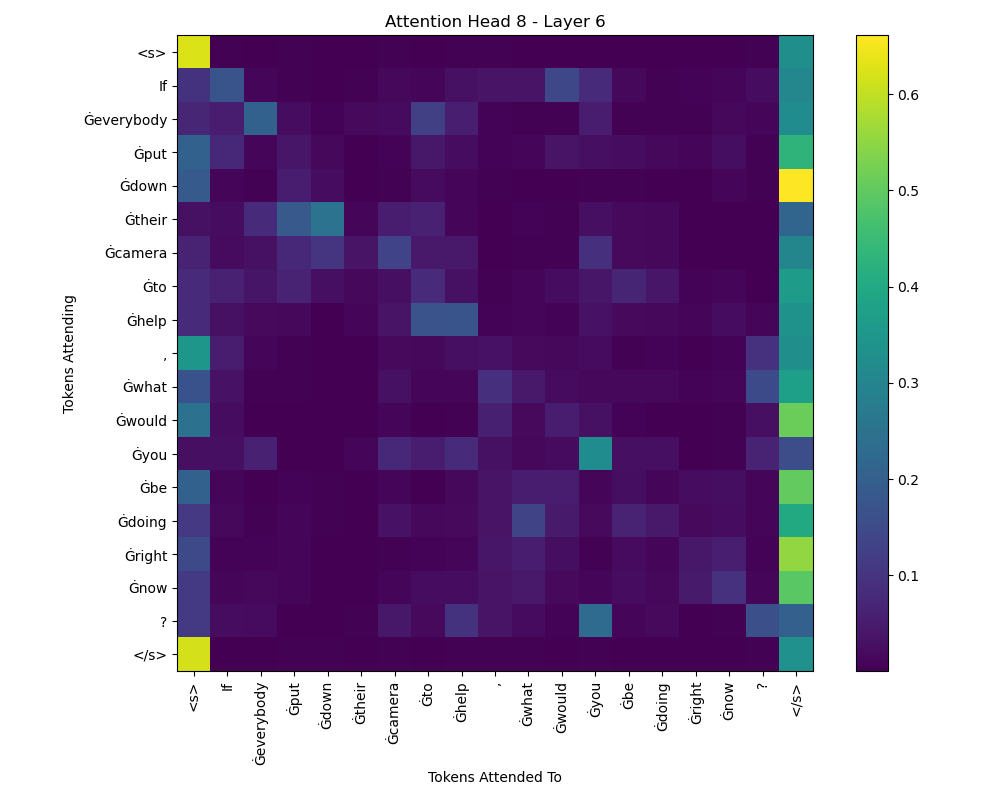 Attention Head 8 - Layer 6
Tokens Attending
<s>
If
Ġeverybody
Ġput
Ġdown
Ġtheir
Ġcamera
Ġto
Ġhelp
,
Ġwhat
Ġwould
Ġyou
Ġbe
Ġdoing
Ġright
Ġnow
?
</s>
<s>
If
Ġeverybody
Ġput
Ġdown
Ġtheir
Ġcamera
Ġto
Ġhelp
,
Ġwhat
Ġwould
Ġyou
Ġbe
Ġdoing
Ġright
Ġnow
?
</s>
Tokens Attended To
0.6
0.5
0.4
0.3
0.2
0.1